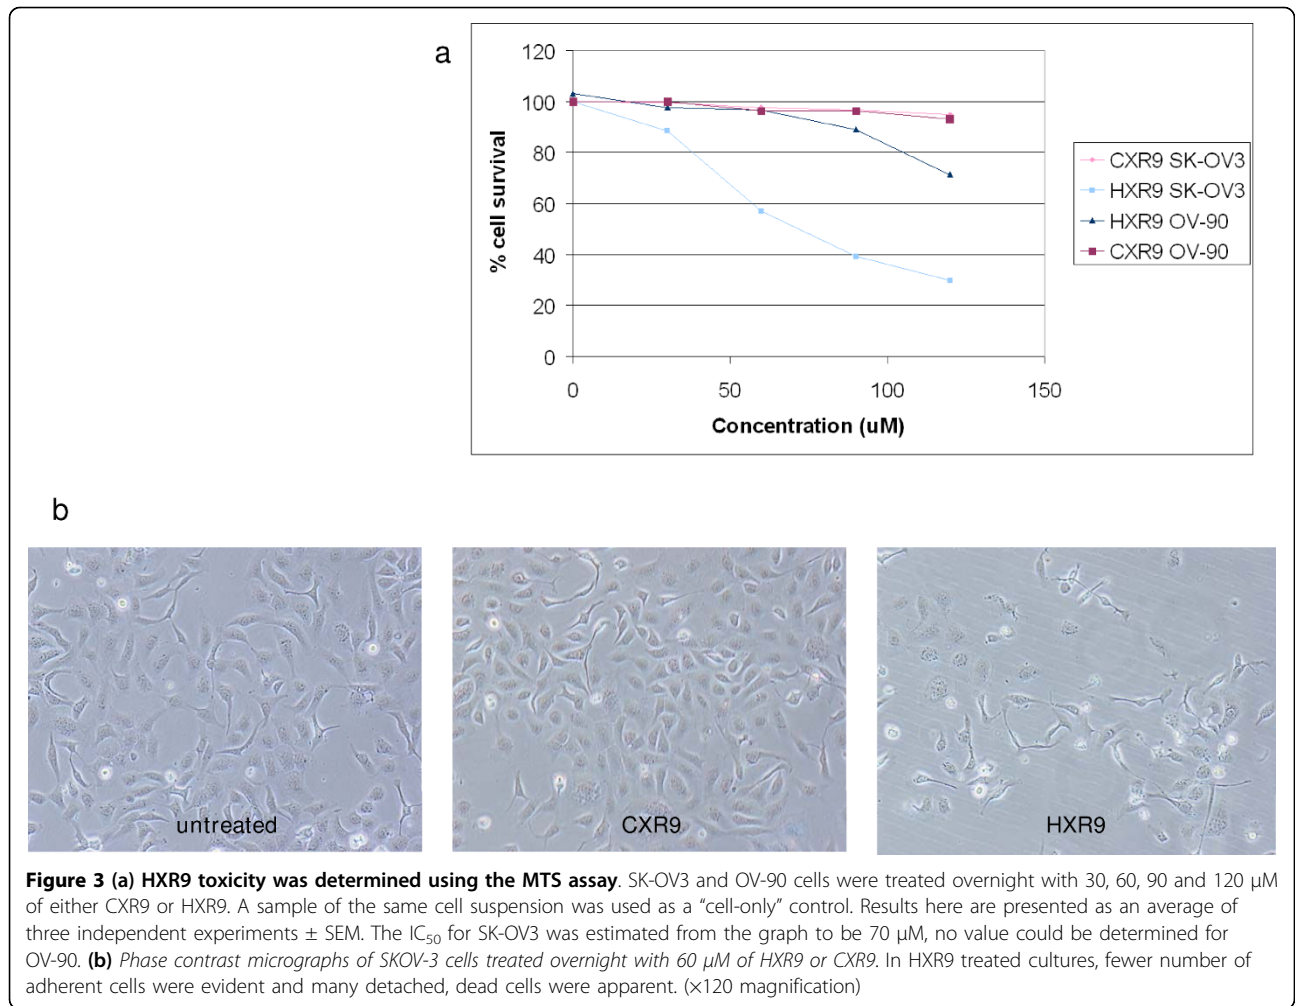 a
120
100
80
60
40
20
0
% cell survival
0 50 100 150
Concentration (uM)
CXR9 SK-OV3
HXR9 SK-OV3
HXR9 OV-90
CXR9 OV-90
b
untreated
CXR9
HXR9
Figure 3 (a) HXR9 toxicity was determined using the MTS assay. SK-OV3 and OV-90 cells were treated overnight with 30, 60, 90 and 120 μM
of either CXR9 or HXR9. A sample of the same cell suspension was used as a “cell-only” control. Results here are presented as an average of
three independent experiments ± SEM. The IC50 for SK-OV3 was estimated from the graph to be 70 μM, no value could be determined for
OV-90. (b) Phase contrast micrographs of SKOV-3 cells treated overnight with 60 μM of HXR9 or CXR9. In HXR9 treated cultures, fewer number of
adherent cells were evident and many detached, dead cells were apparent. (×120 magnification)